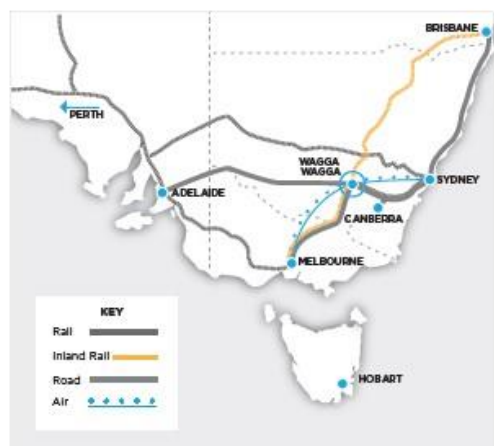 BRISBANE
PERTH
WAGGA
WAGGA
SYDNEY
ADELAIDE
CANBERRA
MELBOURNE
KEY
Rail
Inland Rail
Road
Air
HOBART